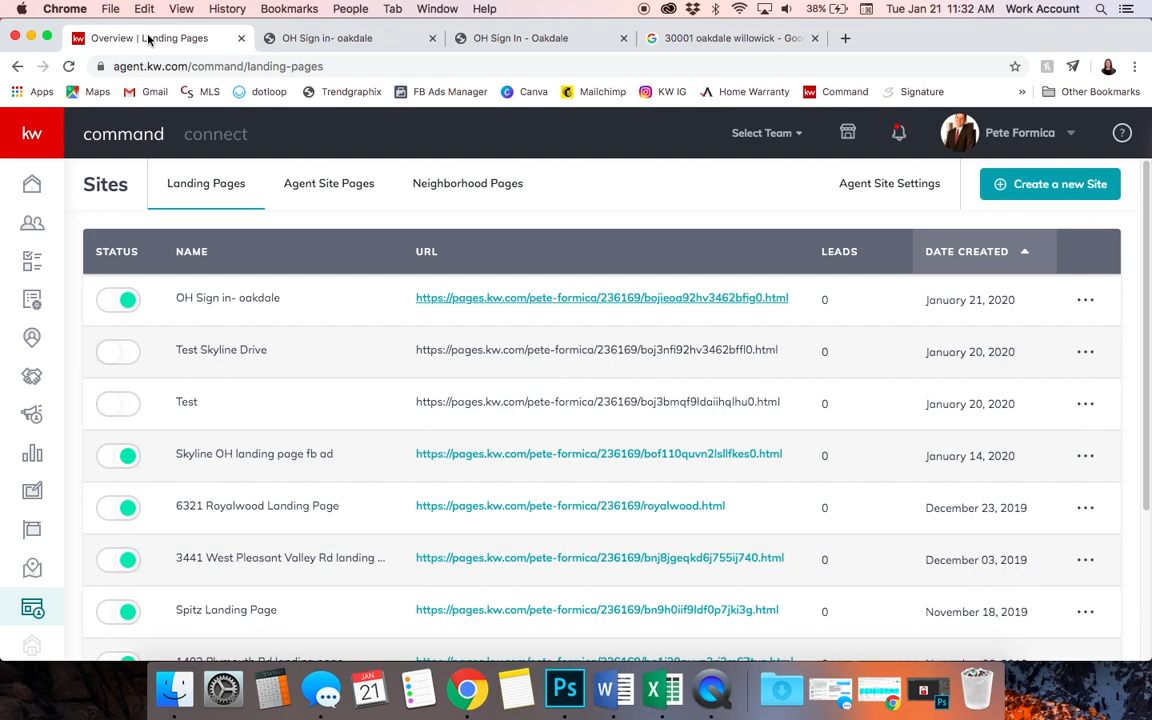 Chrome File Edit View History Bookmarks People Tab Window Help 38% Tue Jan 21 11:32 AM Work Account
kw Overview | Landing Pages OH Sign in- oakdale OH Sign In - Oakdale G 30001 oakdale willowick - Goo
agent.kw.com/command/landing-pages
Apps Maps Gmail MLS dotloop Trendgraphix FB Ads Manager Canva Mailchimp KW IG Home Warranty kw Command Signature » Other Bookmarks
kw command connect Select Team Pete Formica ?
Sites Landing Pages Agent Site Pages Neighborhood Pages Agent Site Settings Create a new Site
STATUS NAME URL LEADS DATE CREATED
OH Sign in- oakdale https://pages.kw.com/pete-formica/236169/bojieoa92hv3462bfig0.html 0 January 21, 2020 •••
Test Skyline Drive https://pages.kw.com/pete-formica/236169/boj3nfi92hv3462bffl0.html 0 January 20, 2020 •••
Test https://pages.kw.com/pete-formica/236169/boj3bmqf9ldaiihqlhu0.html 0 January 20, 2020 •••
Skyline OH landing page fb ad https://pages.kw.com/pete-formica/236169/bof110quvn2lsllfkes0.html 0 January 14, 2020 •••
6321 Royalwood Landing Page https://pages.kw.com/pete-formica/236169/royalwood.html 0 December 23, 2019 •••
3441 West Pleasant Valley Rd landing ... https://pages.kw.com/pete-formica/236169/bnj8jgeqkd6j755ij740.html 0 December 03, 2019 •••
Spitz Landing Page https://pages.kw.com/pete-formica/236169/bn9h0iif9ldf0p7jki3g.html 0 November 18, 2019 •••
JAN
21
Ps W X